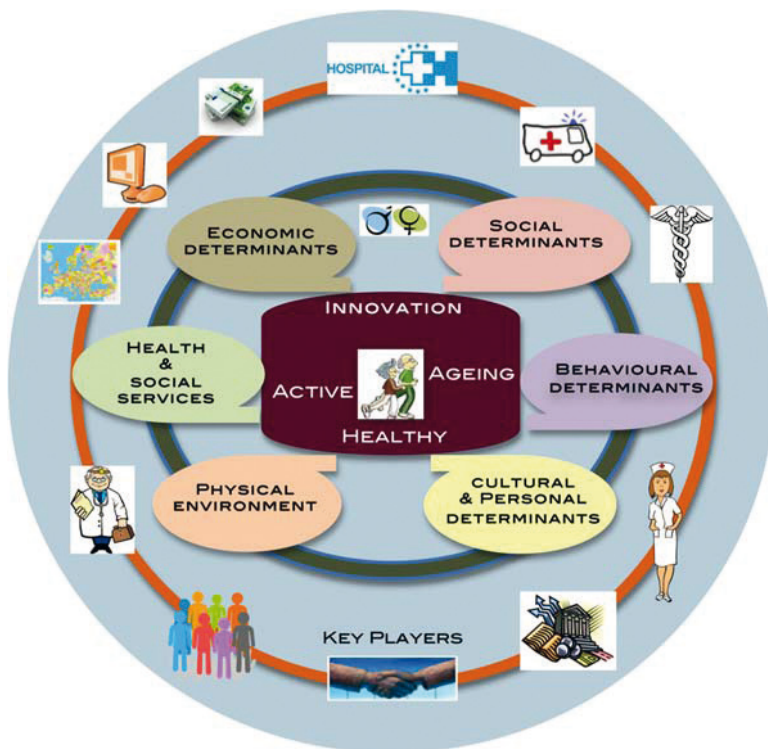 HOSPITAL
ECONOMIC
DETERMINANTS
SOCIAL
DETERMINANTS
INNOVATION
HEALTH
&
SOCIAL
SERVICES
ACTIVE
AGEING
HEALTHY
BEHAVIOURAL
DETERMINANTS
PHYSICAL
ENVIRONMENT
CULTURAL
& PERSONAL
DETERMINANTS
KEY PLAYERS